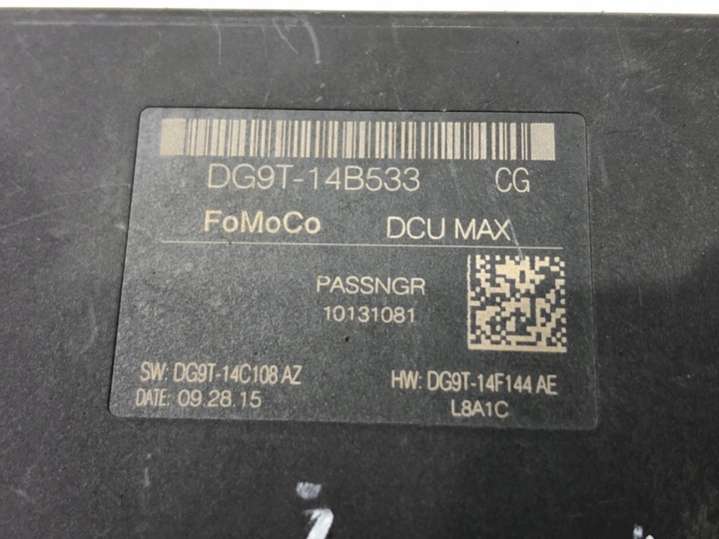 DG9T-14B533 CG
FoMoCo DCU MAX
PASSNGR
10131081
SW: DG9T-14C108 AZ HW: DG9T-14F144 AE
DATE: 09.28.15 L8A1C